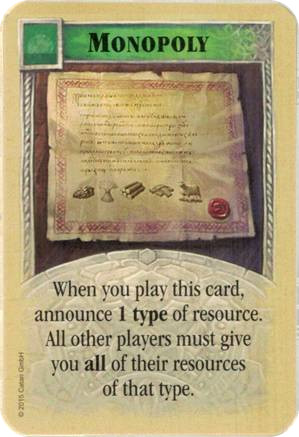 MONOPOLY
When you play this card,
announce 1 type of resource.
All other players must give
you all of their resources
of that type.
© 2015 Catan GmbH